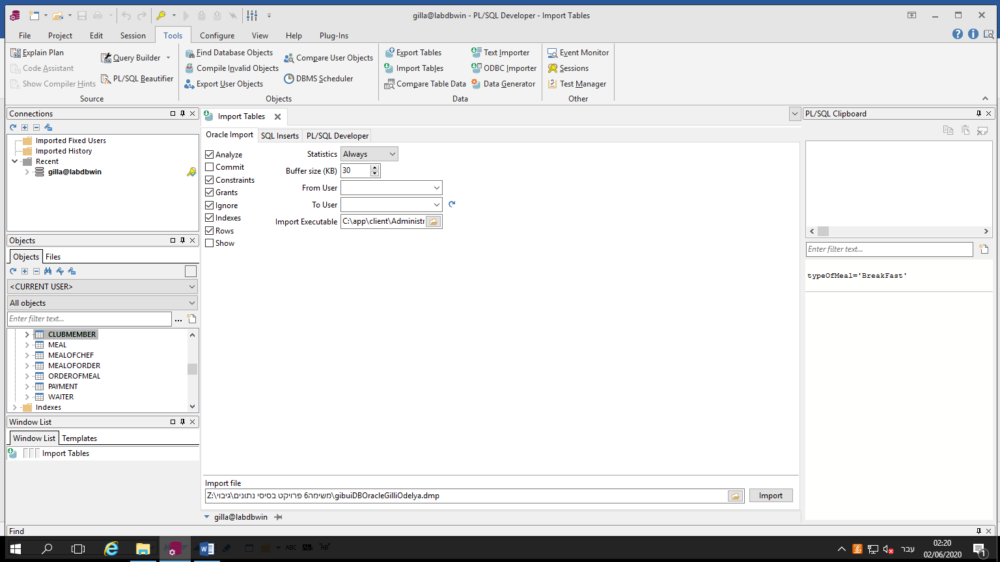 gilla@labdbwin - PL/SQL Developer - Import Tables
File Project Edit Session Tools Configure View Help Plug-Ins
Explain Plan
Code Assistant
Show Compiler Hints
Query Builder
PL/SQL Beautifier
Source
Find Database Objects
Compile Invalid Objects
Export User Objects
Compare User Objects
DBMS Scheduler
Objects
Export Tables
Import Tables
Compare Table Data
Text Importer
ODBC Importer
Data Generator
Data
Event Monitor
Sessions
Test Manager
Other
Connections
Imported Fixed Users
Imported History
Recent
gilla@labdbwin
Objects
Objects Files
<CURRENT USER>
All objects
Enter filter text...
CLUBMEMBER
MEAL
MEALOFCHEF
MEALOFORDER
ORDEROFMEAL
PAYMENT
WAITER
Indexes
Window List
Window List Templates
Import Tables
Import Tables
Oracle Import SQL Inserts PL/SQL Developer
Analyze
Commit
Constraints
Grants
Ignore
Indexes
Rows
Show
Statistics Always
Buffer size (KB) 30
From User
To User
Import Executable C:\app\client\Administr
Import file
Z:\משימה6 פרויקט בסיסי נתונים\גיבוי\gibuiDBOracleGilliOdelya.dmp
Import
gilla@labdbwin
PL/SQL Clipboard
Enter filter text...
typeOfMeal='BreakFast'
Find
ABC
"AB"
עבר
02:20
02/06/2020
1